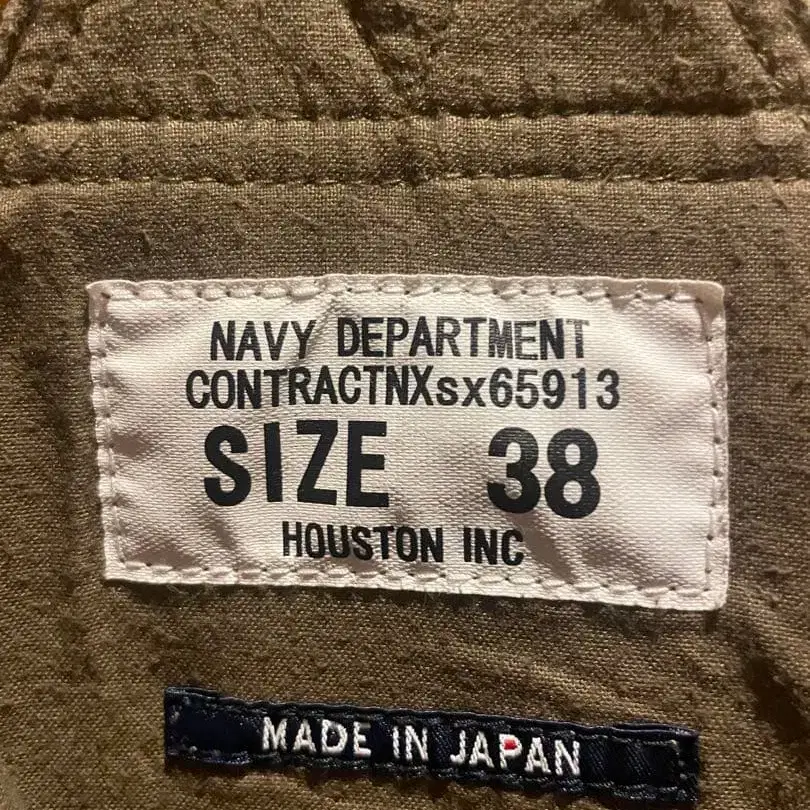 NAVY DEPARTMENT
CONTRACTNXsx65913
SIZE 38
HOUSTON INC
MADE IN JAPAN